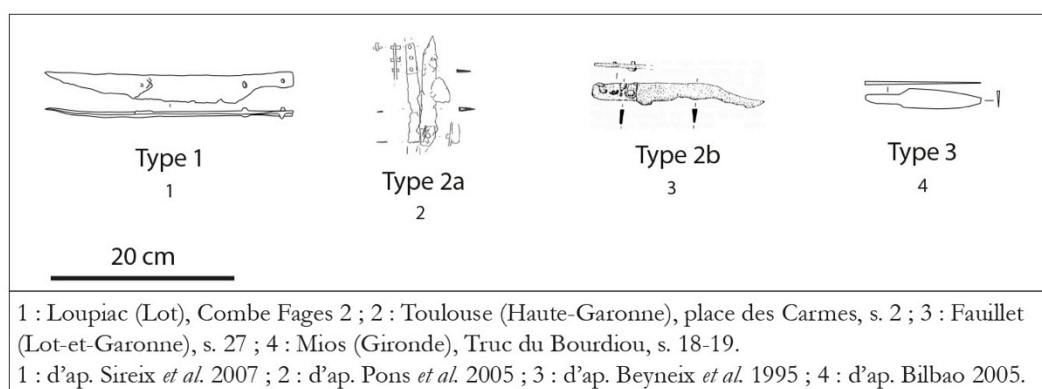 Type 1
1
Type 2a
2
Type 2b
3
Type 3
4
20 cm
1 : Loupiac (Lot), Combe Fages 2 ; 2 : Toulouse (Haute-Garonne), place des Carmes, s. 2 ; 3 : Fauillet
(Lot-et-Garonne), s. 27 ; 4 : Mios (Gironde), Truc du Bourdiou, s. 18-19.
1 : d'ap. Sireix et al. 2007 ; 2 : d'ap. Pons et al. 2005 ; 3 : d'ap. Beyneix et al. 1995 ; 4 : d'ap. Bilbao 2005.